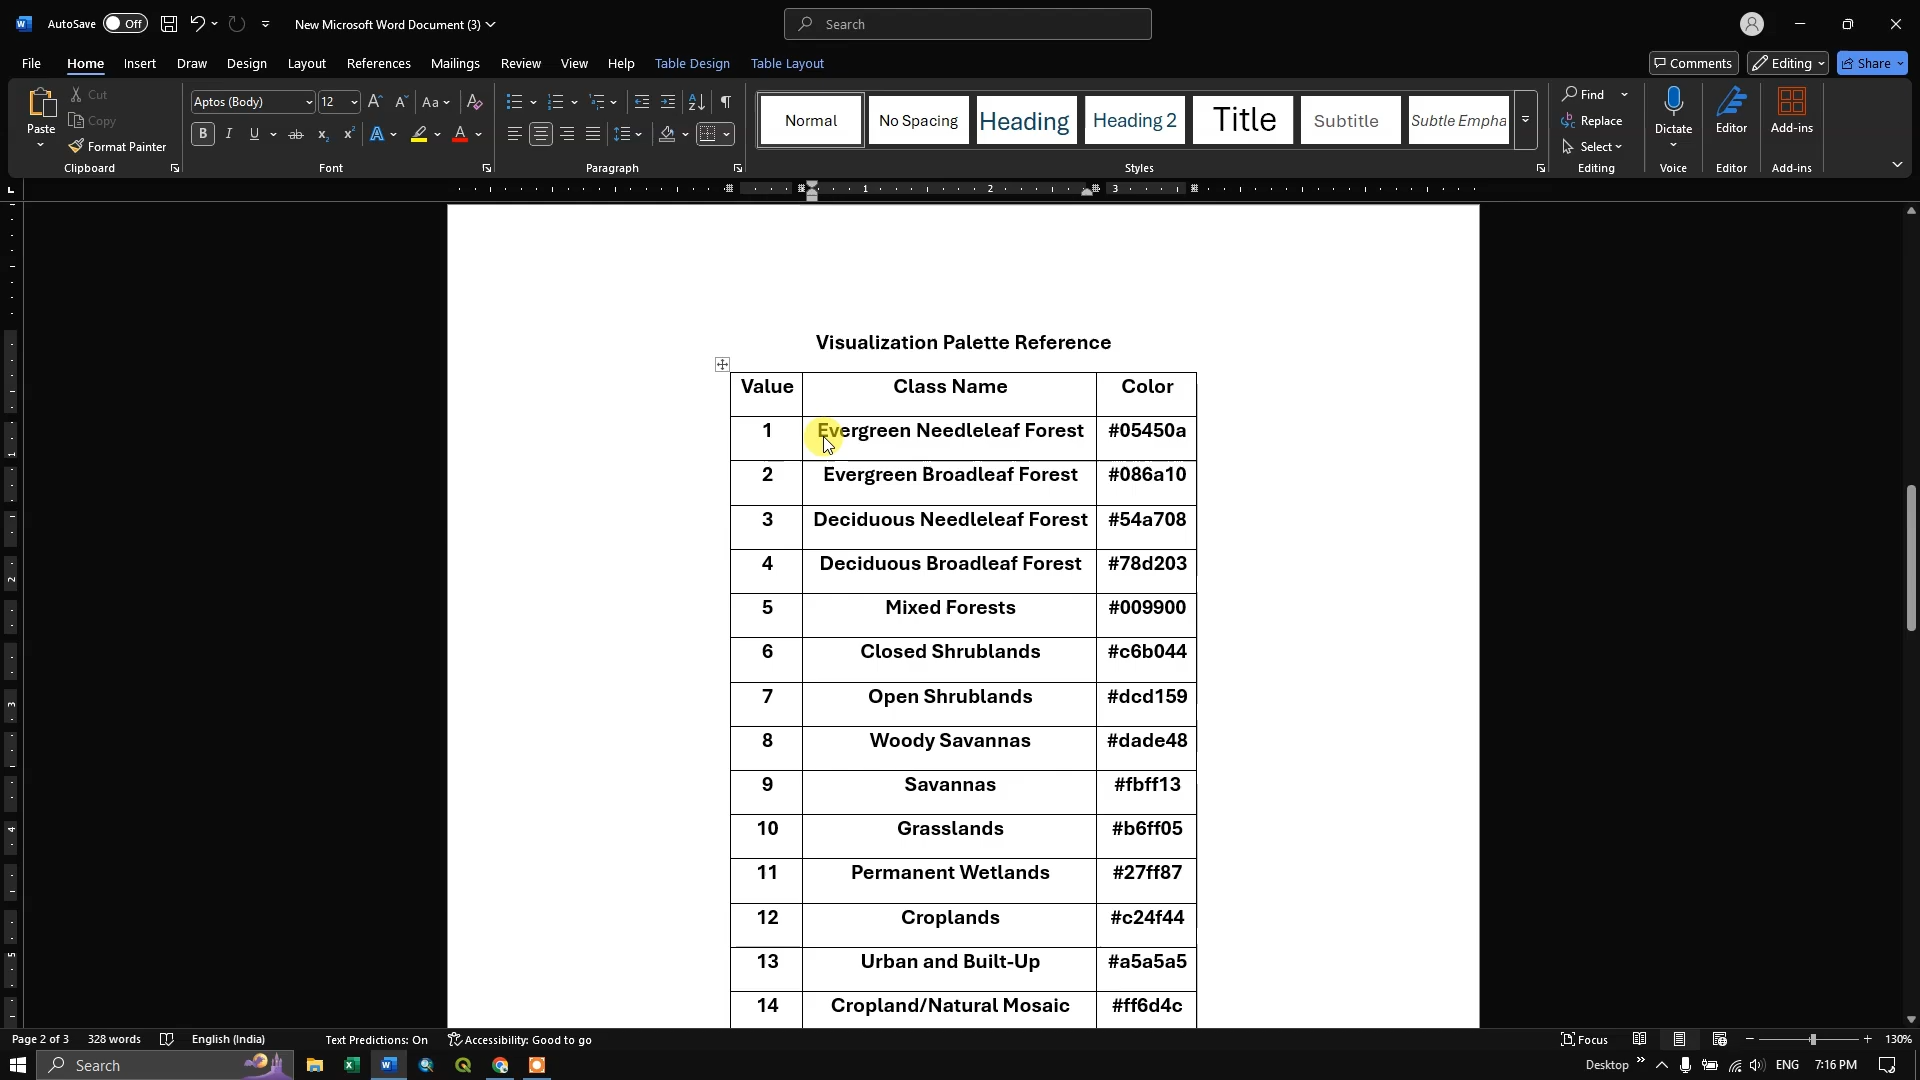 AutoSave Off New Microsoft Word Document (3) Search
File Home Insert Draw Design Layout References Mailings Review View Help Table Design Table Layout Comments Editing Share
Paste Cut Copy Format Painter Clipboard
Aptos (Body) 12 Font
Paragraph
Normal No Spacing Heading Heading 2 Title Subtitle Subtle Empha Styles
Find Replace Select Editing
Dictate Voice
Editor Editor
Add-ins Add-ins
Visualization Palette Reference
Value Class Name Color
1 Evergreen Needleleaf Forest #05450a
2 Evergreen Broadleaf Forest #086a10
3 Deciduous Needleleaf Forest #54a708
4 Deciduous Broadleaf Forest #78d203
5 Mixed Forests #009900
6 Closed Shrublands #c6b044
7 Open Shrublands #dcd159
8 Woody Savannas #dade48
9 Savannas #fbff13
10 Grasslands #b6ff05
11 Permanent Wetlands #27ff87
12 Croplands #c24f44
13 Urban and Built-Up #a5a5a5
14 Cropland/Natural Mosaic #ff6d4c
Page 2 of 3 328 words English (India) Text Predictions: On Accessibility: Good to go Focus 130%
Search Desktop ENG 7:16 PM